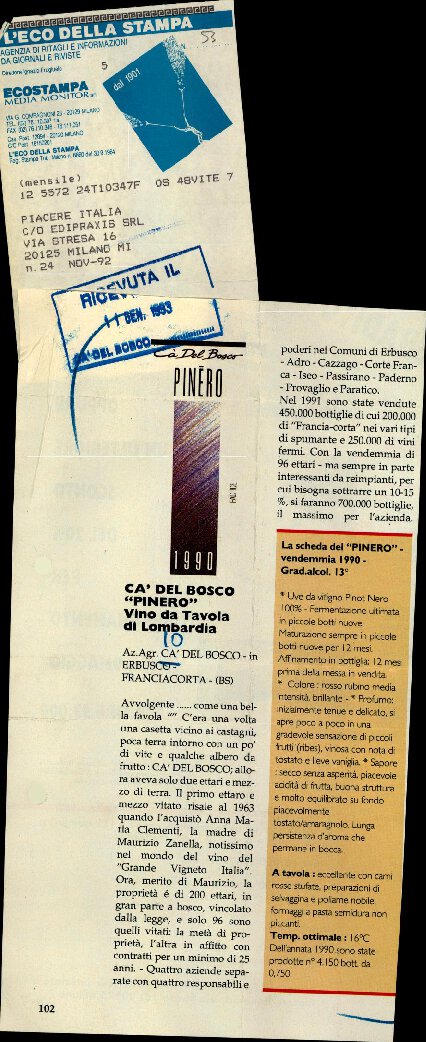 L'ECO DELLA STAMPA
AGENZIA DI RITAGLI E INFORMAZIONI
DA GIORNALI E RIVISTE
Direttore Ignazio Frugiuele
53
5
dal 1901
ECOSTAMPA
MEDIA MONITOR
VIA G. COMPAGNONI 28 - 20129 MILANO
L'ECO DELLA STAMPA
(mensile)
12 5572 24T10347F OS 48VITE 7
PIACERE ITALIA
C/O EDIPRAXIS SRL
VIA STRESA 16
20125 MILANO MI
n.24 NOV-92
RICEVUTA IL
11 GEN. 1993
CA' DEL BOSCO
Ca' Del Bosco
PINÉRO
1990
CA' DEL BOSCO
"PINERO"
Vino da Tavola
di Lombardia
10
Az.Agr. CA' DEL BOSCO - in
ERBUSCO -
FRANCIACORTA - (BS)
Avvolgente ...... come una bel-
la favola "" C'era una volta
una casetta vicino ai castagni,
poca terra intorno con un po'
di vite e qualche albero da
frutto : CA' DEL BOSCO; allo-
ra aveva solo due ettari e mez-
zo di terra. Il primo ettaro e
mezzo vitato risale al 1963
quando l'acquistò Anna Ma-
ria Clementi, la madre di
Maurizio Zanella, notissimo
nel mondo del vino del
"Grande Vigneto Italia".
Ora, merito di Maurizio, la
proprietà é di 200 ettari, in
gran parte a bosco, vincolato
dalla legge, e solo 96 sono
quelli vitati: la metà di pro-
prietà, l'altra in affitto con
contratti per un minimo di 25
anni. - Quattro aziende sepa-
rate con quattro responsabili e
102
poderi nei Comuni di Erbusco
- Adro - Cazzago - Corte Fran-
ca - Iseo - Passirano - Paderno
- Provaglio e Paratico.
Nel 1991 sono state vendute
450.000 bottiglie di cui 200.000
di "Francia-corta" nei vari tipi
di spumante e 250.000 di vini
fermi. Con la vendemmia di
96 ettari - ma sempre in parte
interessanti da reimpianti, per
cui bisogna sottrarre un 10-15
%, si faranno 700.000 bottiglie,
il massimo per l'azienda.
La scheda del "PINERO" -
vendemmia 1990 -
Grad.alcol. 13°
* Uve da vitigno Pinot Nero
100% - Fermentazione ultimata
in piccole botti nuove
Maturazione sempre in piccole
botti nuove per 12 mesi.
Affinamento in bottiglia: 12 mesi
prima della messa in vendita.
* Colore : rosso rubino media
intensità, brillante - * Profumo:
inizialmente tenue e delicato, si
apre poco a poco in una
gradevole sensazione di piccoli
frutti (ribes), vinosa con nota di
tostato e lieve vaniglia. * Sapore
: secco senza asperità, piacevole
acidità di frutta, buona struttura
e molto equilibrato su fondo
piacevolmente
tostato/amarognolo. Lunga
persistenza d'aroma che
permane in bocca.
A tavola : eccellente con carni
rosse stufate, preparazioni di
selvaggina e pollame nobile,
formaggi a pasta semidura non
piccanti.
Temp. ottimale : 16°C
Dell'annata 1990 sono state
prodotte n° 4.150 bott. da
0,750